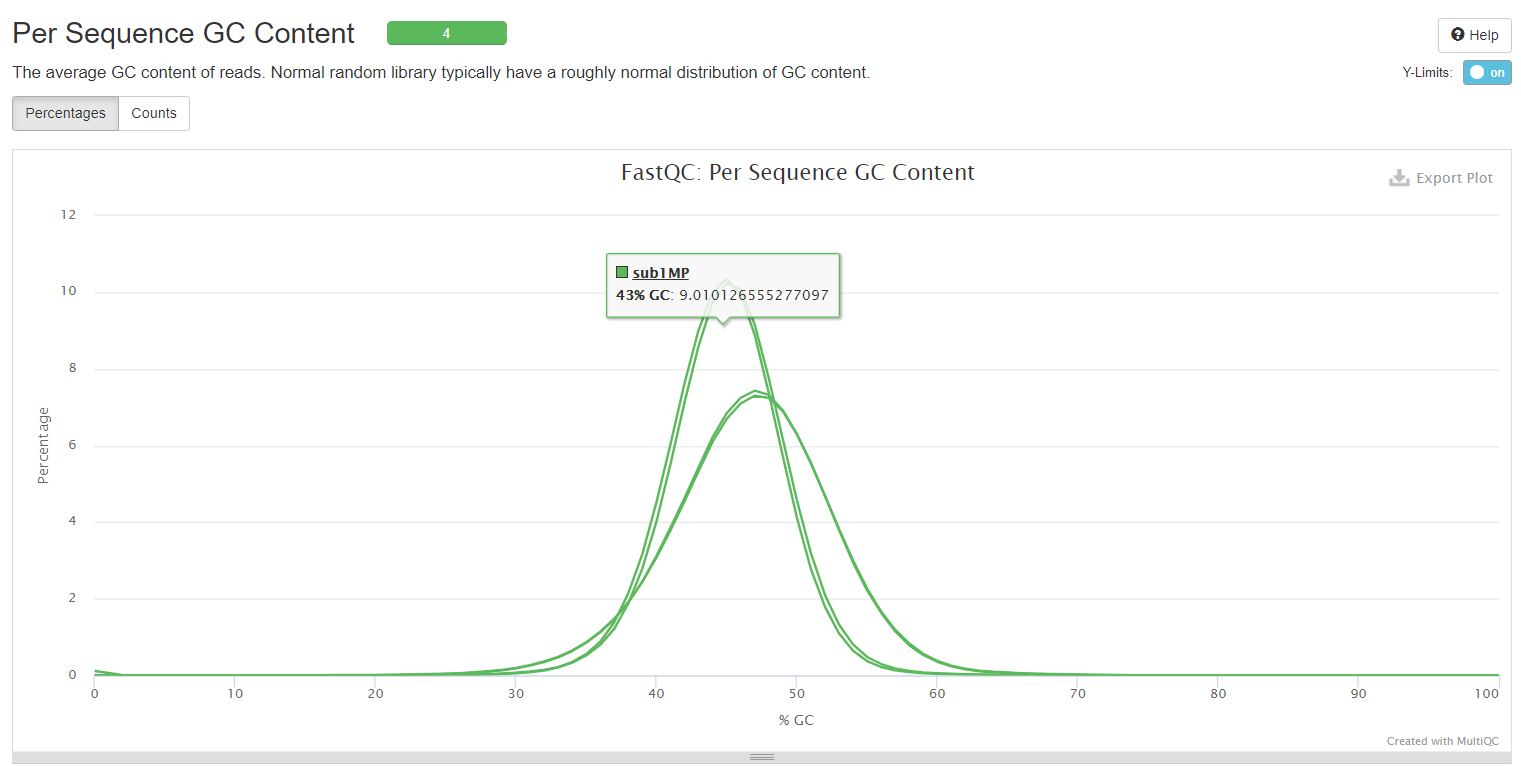 Per Sequence GC Content
4
Help
The average GC content of reads. Normal random library typically have a roughly normal distribution of GC content.
Y-Limits: on
Percentages Counts
FastQC: Per Sequence GC Content
Export Plot
12
10
8
6
4
2
0
Percentage
sub1MP
43% GC: 9.010126555277097
0 10 20 30 40 50 60 70 80 90 100
% GC
Created with MultiQC